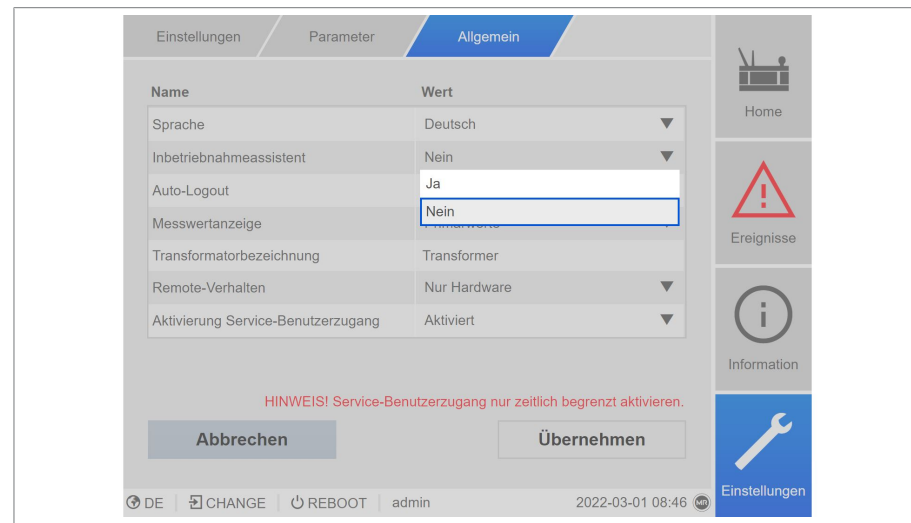 Einstellungen Parameter Allgemein
Name Wert
Sprache Deutsch
Inbetriebnahmeassistent Nein
Auto-Logout Ja
Nein
Messwertanzeige
Transformatorbezeichnung Transformer
Remote-Verhalten Nur Hardware
Aktivierung Service-Benutzerzugang Aktiviert
HINWEIS! Service-Benutzerzugang nur zeitlich begrenzt aktivieren.
Abbrechen Übernehmen
DE CHANGE REBOOT admin 2022-03-01 08:46 MR
Home
Ereignisse
Information
Einstellungen